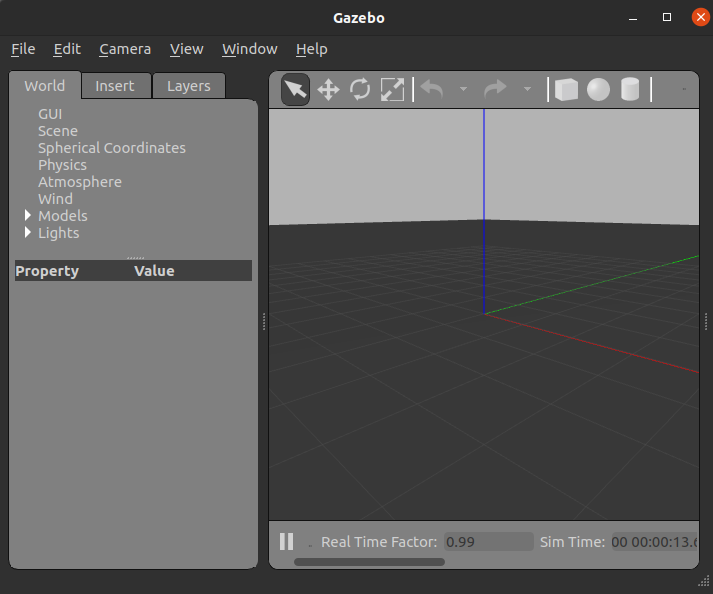 Gazebo
File Edit Camera View Window Help
World Insert Layers
GUI
Scene
Spherical Coordinates
Physics
Atmosphere
Wind
Models
Lights
Property Value
Real Time Factor: 0.99 Sim Time: 00 00:00:13.6